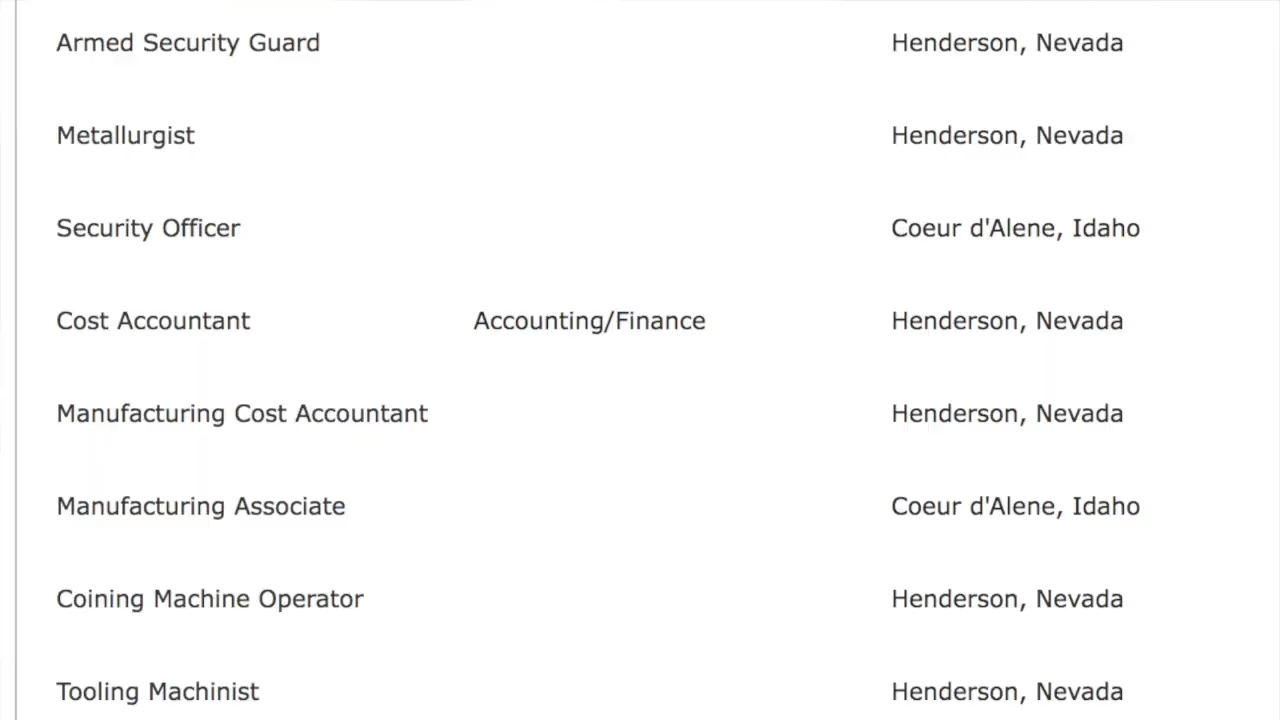 Armed Security Guard Henderson, Nevada
Metallurgist Henderson, Nevada
Security Officer Coeur d'Alene, Idaho
Cost Accountant Accounting/Finance Henderson, Nevada
Manufacturing Cost Accountant Henderson, Nevada
Manufacturing Associate Coeur d'Alene, Idaho
Coining Machine Operator Henderson, Nevada
Tooling Machinist Henderson, Nevada